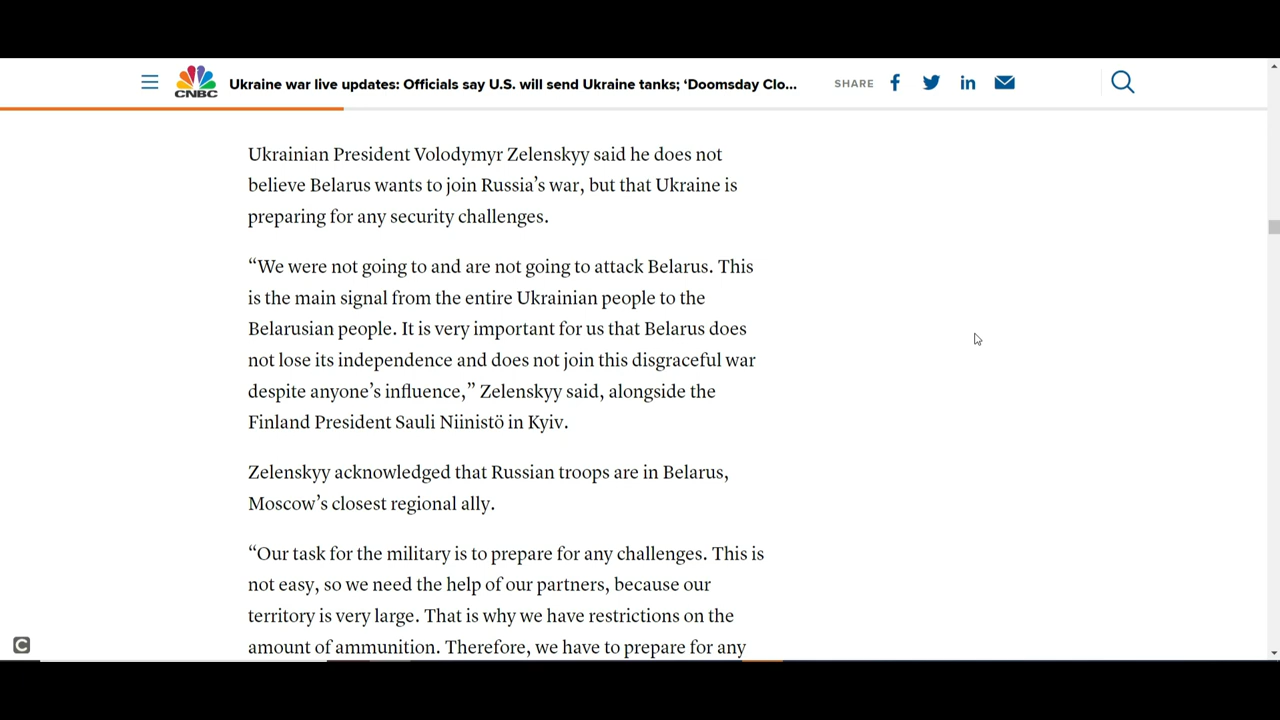 CNBC
Ukraine war live updates: Officials say U.S. will send Ukraine tanks; ‘Doomsday Clo...
SHARE
Ukrainian President Volodymyr Zelenskyy said he does not
believe Belarus wants to join Russia’s war, but that Ukraine is
preparing for any security challenges.
“We were not going to and are not going to attack Belarus. This
is the main signal from the entire Ukrainian people to the
Belarusian people. It is very important for us that Belarus does
not lose its independence and does not join this disgraceful war
despite anyone’s influence,” Zelenskyy said, alongside the
Finland President Sauli Niinistö in Kyiv.
Zelenskyy acknowledged that Russian troops are in Belarus,
Moscow’s closest regional ally.
“Our task for the military is to prepare for any challenges. This is
not easy, so we need the help of our partners, because our
territory is very large. That is why we have restrictions on the
amount of ammunition. Therefore, we have to prepare for any
C